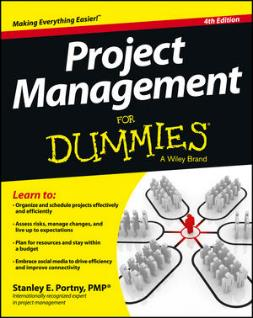 Making Everything Easier!™
4th Edition
Project
Management
FOR
DUMMIES®
A Wiley Brand
Learn to:
• Organize and schedule projects effectively
and efficiently
• Assess risks, manage changes, and
live up to expectations
• Plan for resources and stay within
a budget
• Embrace social media to drive efficiency
and improve connectivity
Stanley E. Portny, PMP®
Internationally recognized expert
in project management